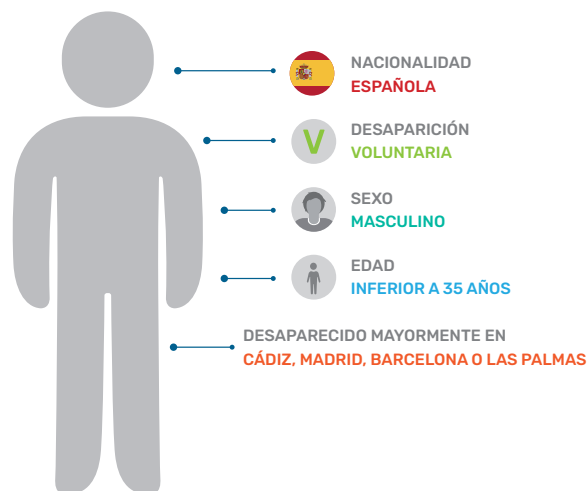 NACIONALIDAD
ESPAÑOLA
V
DESAPARICIÓN
VOLUNTARIA
SEXO
MASCULINO
EDAD
INFERIOR A 35 AÑOS
DESAPARECIDO MAYORMENTE EN
CÁDIZ, MADRID, BARCELONA O LAS PALMAS